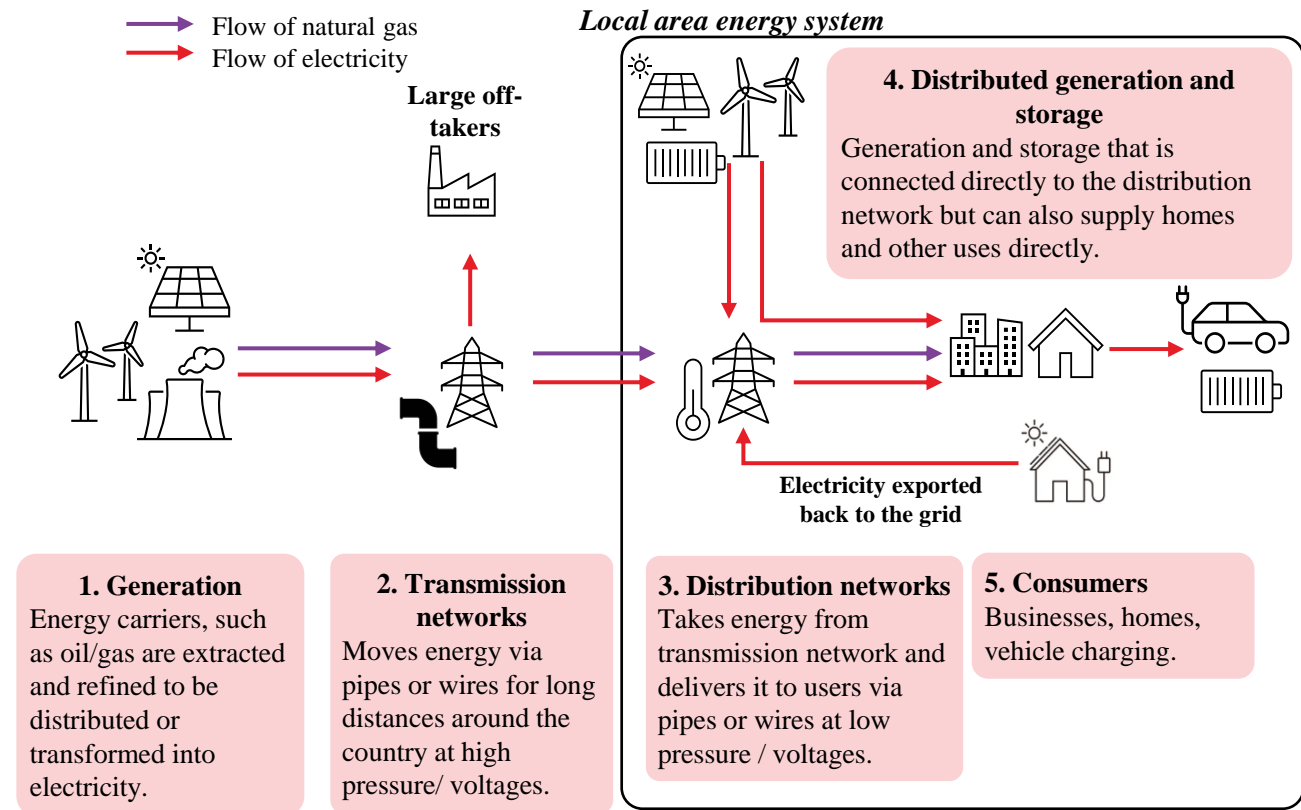 Flow of natural gas
Flow of electricity
Local area energy system
Large off-
takers
4. Distributed generation and
storage
Generation and storage that is
connected directly to the distribution
network but can also supply homes
and other uses directly.
Electricity exported
back to the grid
1. Generation
Energy carriers, such
as oil/gas are extracted
and refined to be
distributed or
transformed into
electricity.
2. Transmission
networks
Moves energy via
pipes or wires for long
distances around the
country at high
pressure/ voltages.
3. Distribution networks
Takes energy from
transmission network and
delivers it to users via
pipes or wires at low
pressure / voltages.
5. Consumers
Businesses, homes,
vehicle charging.